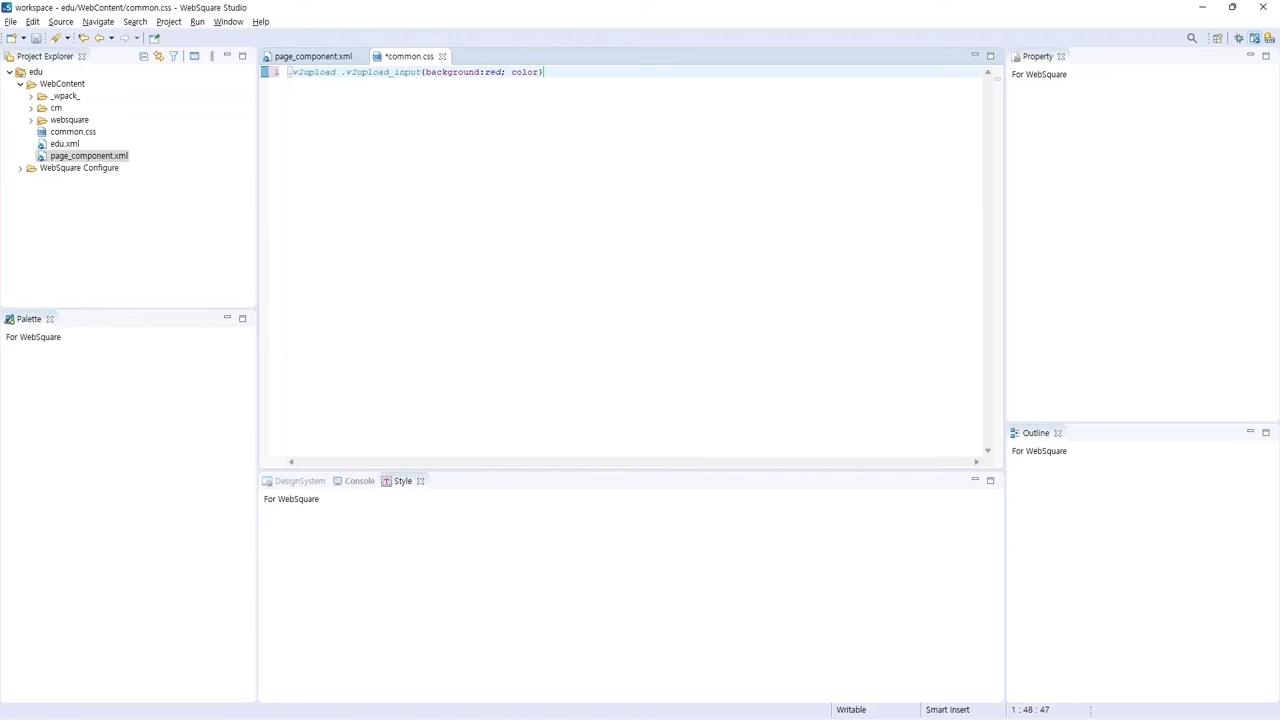 workspace - edu/WebContent/common.css - WebSquare Studio
File Edit Source Navigate Search Project Run Window Help
Project Explorer
edu
WebContent
_wpack_
cm
websquare
common.css
edu.xml
page_component.xml
WebSquare Configure
Palette
For WebSquare
page_component.xml *common.css
1 .w2upload .w2upload_input{background:red; color}
DesignSystem Console Style
For WebSquare
Property
For WebSquare
Outline
For WebSquare
Writable Smart Insert 1 : 48 : 47